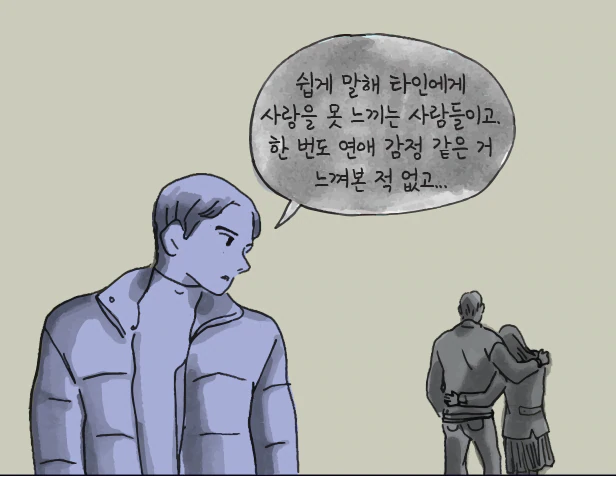 쉽게 말해 타인에게
사랑을 못 느끼는 사람들이고.
한 번도 연애 감정 같은 거
느껴본 적 없고...